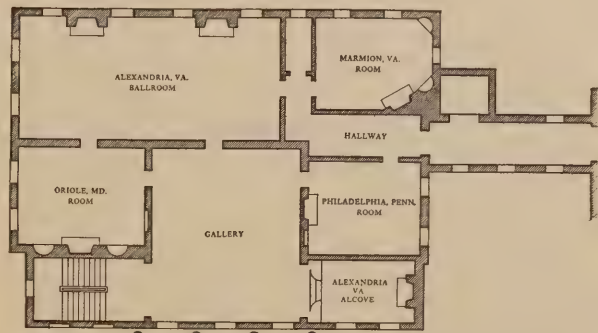 ALEXANDRIA, VA.
BALLROOM
MARMION, VA.
ROOM
HALLWAY
ORIOLE, MD.
ROOM
GALLERY
PHILADELPHIA, PENN.
ROOM
ALEXANDRIA
VA
ALCOVE